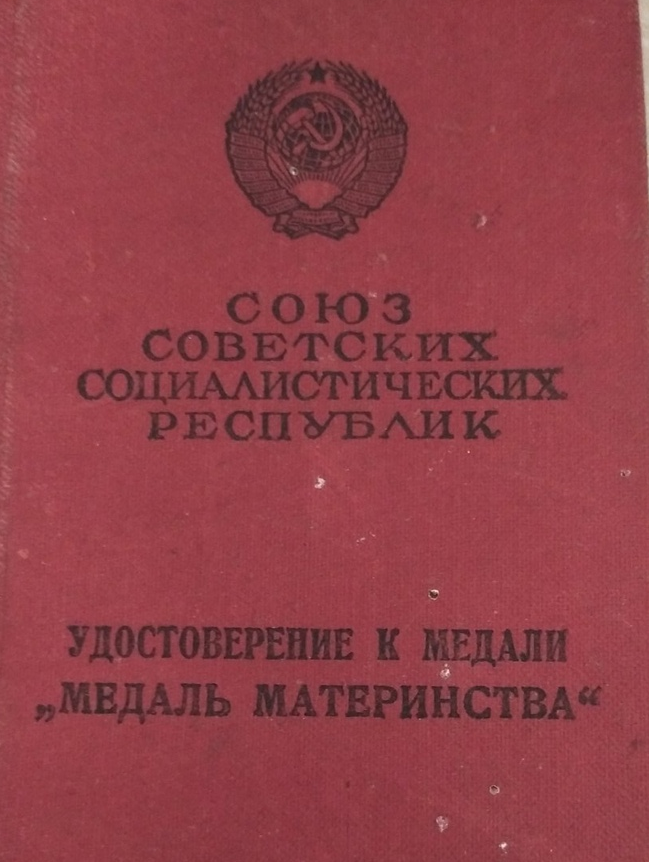 СОЮЗ
СОВЕТСКИХ
СОЦИАЛИСТИЧЕСКИХ
РЕСПУБЛИК
УДОСТОВЕРЕНИЕ К МЕДАЛИ
„МЕДАЛЬ МАТЕРИНСТВА“